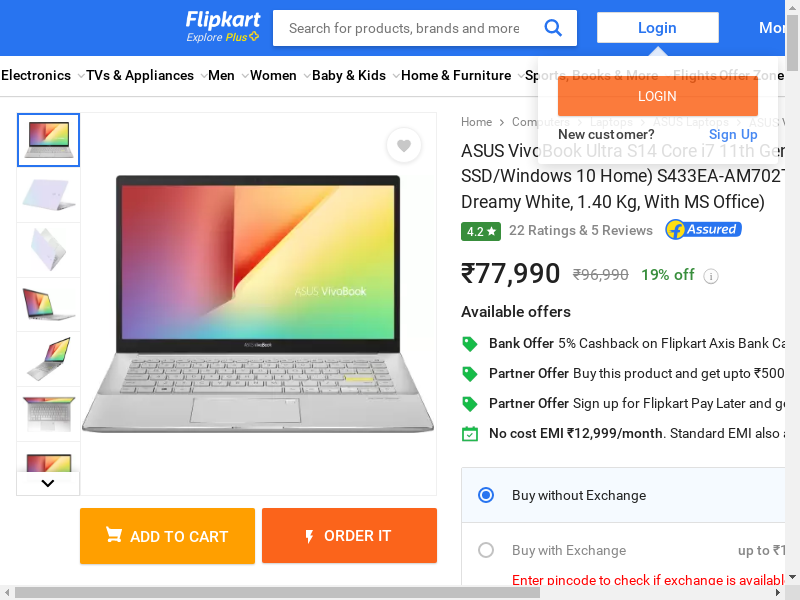 Flipkart
Explore Plus
Search for products, brands and more
Login
Electronics
TVs & Appliances
Men
Women
Baby & Kids
Home & Furniture
Sports, Books & More
Flights
Offer Zone
LOGIN
New customer?
Sign Up
Home
Computers
Laptops
ASUS Laptops
ASUS
ASUS VivoBook Ultra S14 Core i7 11th Gen
SSD/Windows 10 Home) S433EA-AM702T
Dreamy White, 1.40 Kg, With MS Office)
4.2
22 Ratings & 5 Reviews
Assured
₹77,990
₹96,990
19% off
i
Available offers
Bank Offer 5% Cashback on Flipkart Axis Bank
Partner Offer Buy this product and get upto ₹500
Partner Offer Sign up for Flipkart Pay Later and
No cost EMI ₹12,999/month. Standard EMI also
ASUS VivoBook
ADD TO CART
ORDER IT
Buy without Exchange
Buy with Exchange
up to
Enter pincode to check if exchange is